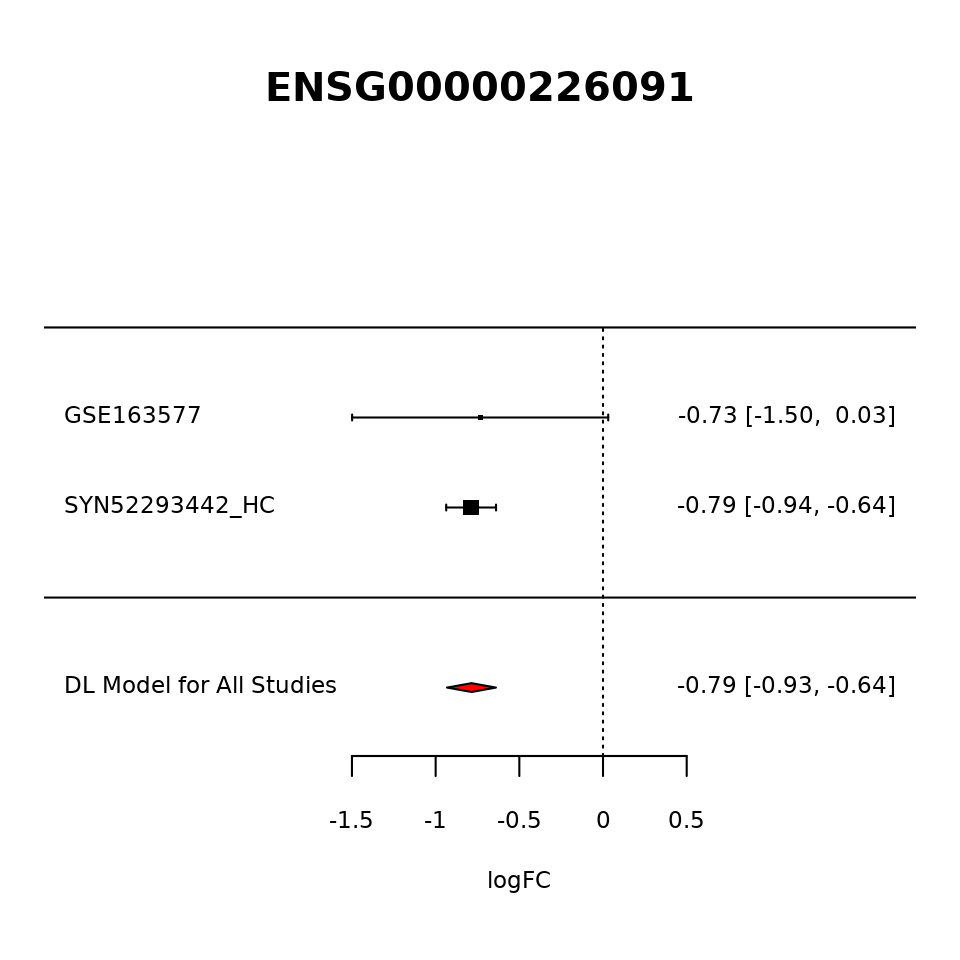 ENSG00000226091
GSE163577 -0.73 [-1.50,  0.03]
SYN52293442_HC -0.79 [-0.94, -0.64]
DL Model for All Studies -0.79 [-0.93, -0.64]
-1.5 -1 -0.5 0 0.5
logFC